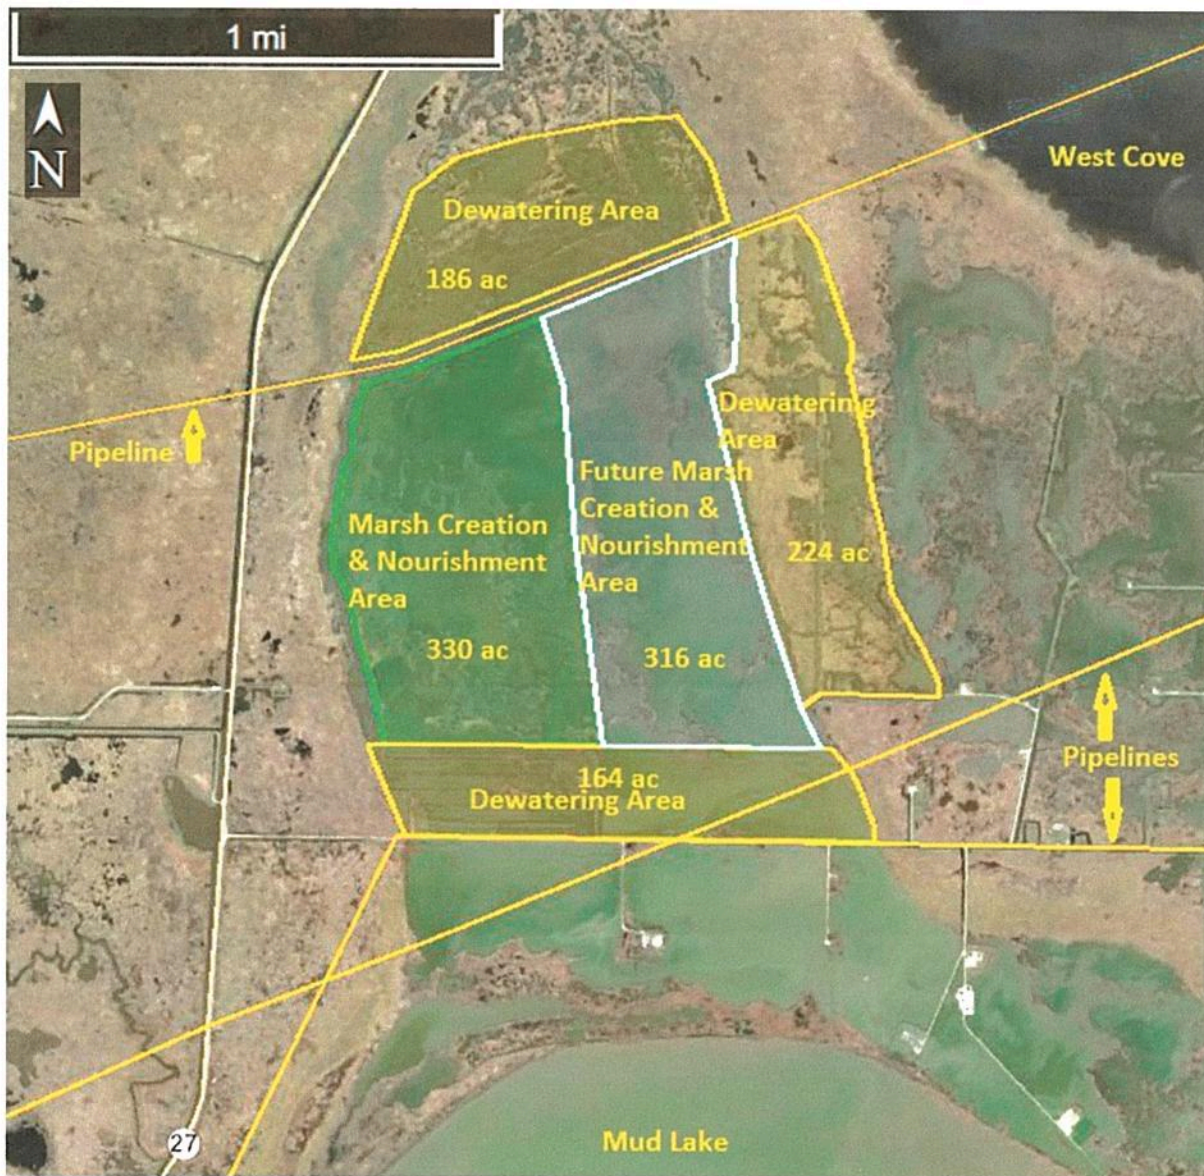 1 mi
N
West Cove
Dewatering Area
186 ac
Pipeline
Dewatering
Area
Future Marsh
Creation &
Nourishment
Area
Marsh Creation
& Nourishment
Area
224 ac
330 ac
316 ac
Pipelines
164 ac
Dewatering Area
27
Mud Lake